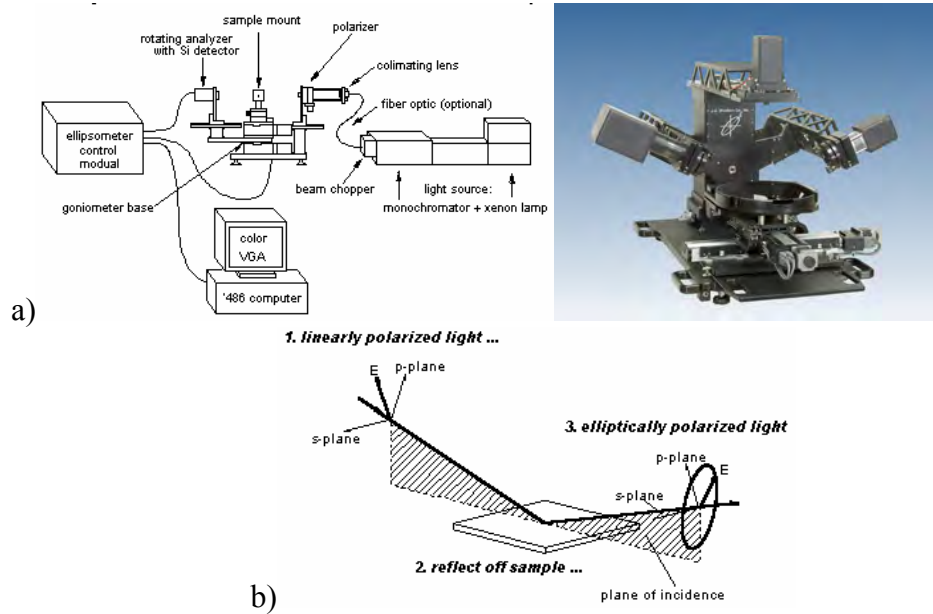 sample mount
rotating analyzer
with Si detector
polarizer
colimating lens
fiber optic (optional)
ellipsometer
control
modual
goniometer base
beam chopper
light source:
monochromator + xenon lamp
color
VGA
'486 computer
a)
1. linearly polarized light ...
E
p-plane
s-plane
3. elliptically polarized light
p-plane
E
s-plane
2. reflect off sample ...
plane of incidence
b)